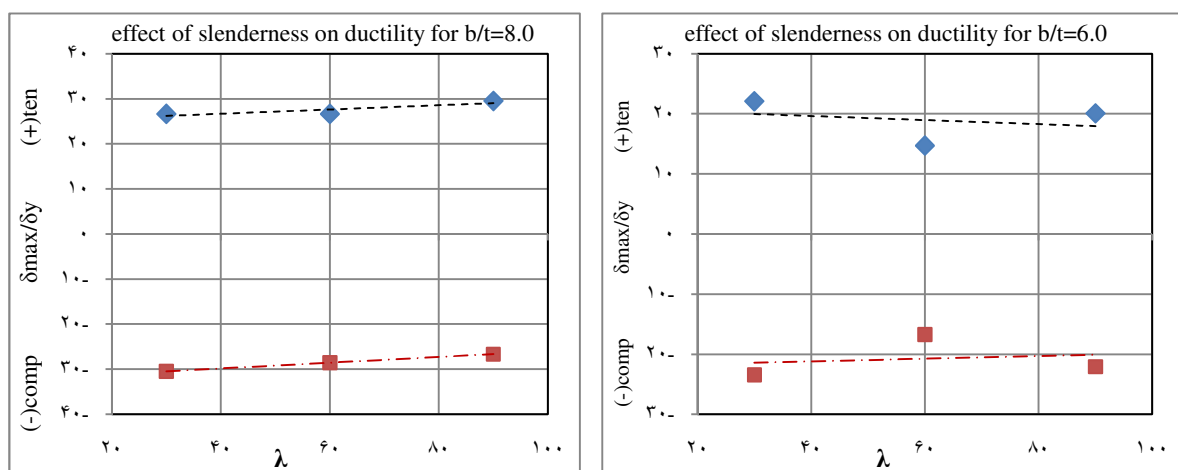 effect of slenderness on ductility for b/t=8.0
۴۰
۳۰
۲۰
۱۰
۰
۱۰-
۲۰-
۳۰-
۴۰-
(-)comp δmax/δy (+)ten
۲۰ ۴۰ ۶۰ ۸۰ ۱۰۰
λ
effect of slenderness on ductility for b/t=6.0
۳۰
۲۰
۱۰
۰
۱۰-
۲۰-
۳۰-
(-)comp δmax/δy (+)ten
۲۰ ۴۰ ۶۰ ۸۰ ۱۰۰
λ